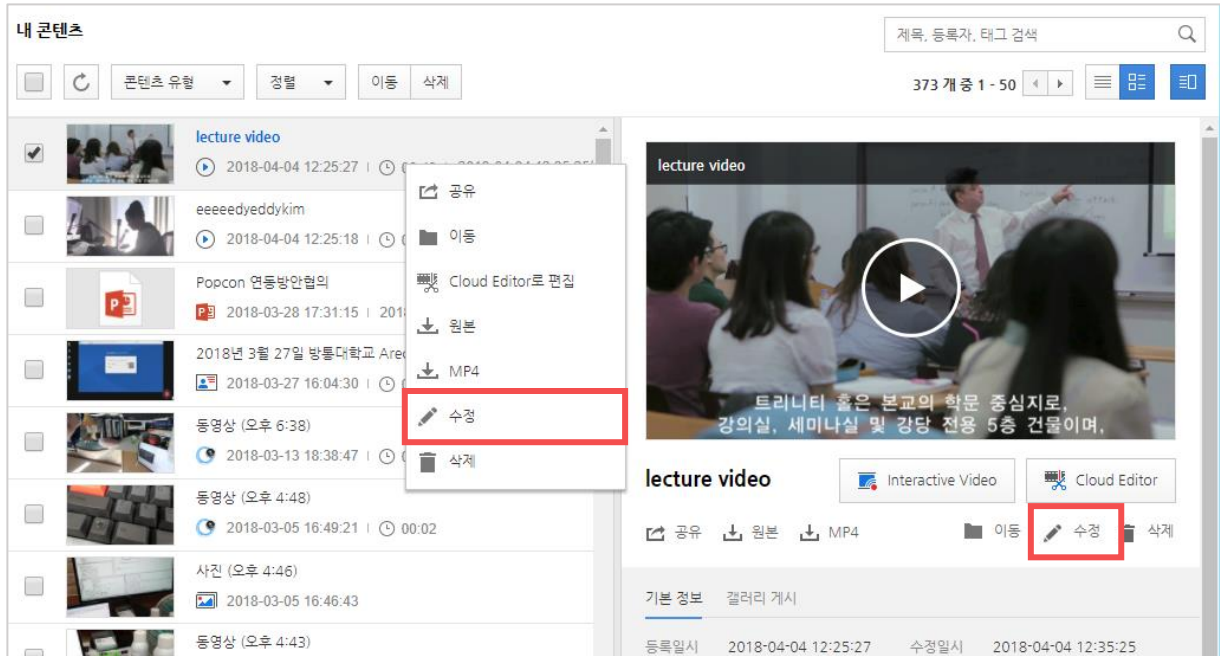 내 콘텐츠
제목, 등록자, 태그 검색
콘텐츠 유형 정렬 이동 삭제
373 개 중 1 - 50
lecture video
2018-04-04 12:25:27
eeeeedyeddykim
2018-04-04 12:25:18
Popcon 연동방안협의
2018-03-28 17:31:15
2018년 3월 27일 방통대학교
2018-03-27 16:04:30
동영상 (오후 6:38)
2018-03-13 18:38:47
동영상 (오후 4:48)
2018-03-05 16:49:21 00:02
사진 (오후 4:46)
2018-03-05 16:46:43
동영상 (오후 4:43)
공유
이동
Cloud Editor로 편집
원본
MP4
수정
삭제
lecture video
트리니티 홀은 본교의 학문 중심지로,
강의실, 세미나실 및 강당 전용 5층 건물이며,
lecture video Interactive Video Cloud Editor
공유 원본 MP4 이동 수정 삭제
기본 정보 갤러리 게시
등록일시 2018-04-04 12:25:27 수정일시 2018-04-04 12:35:25